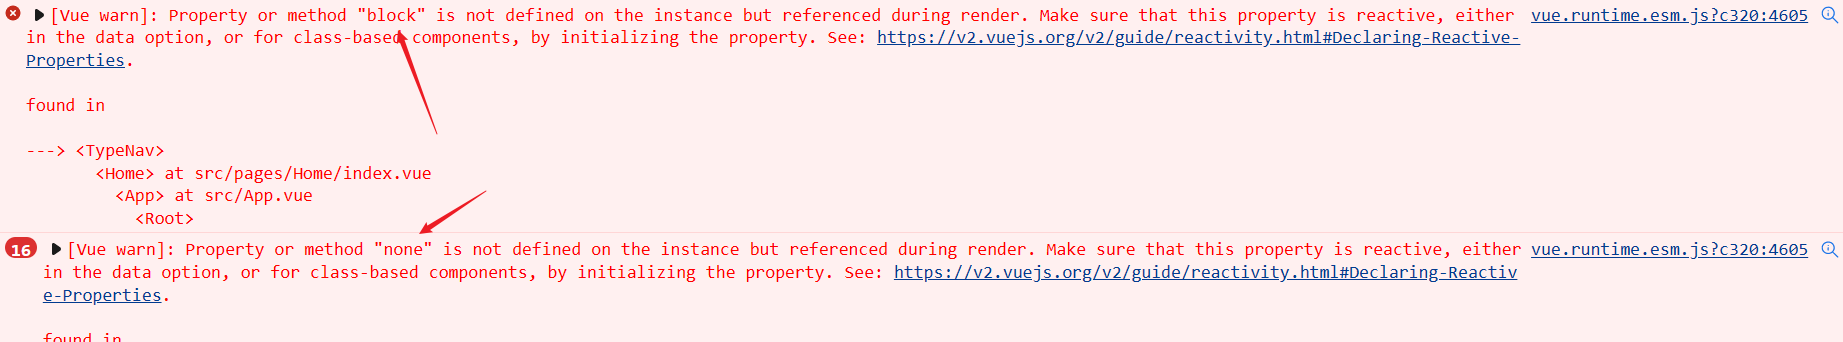 [Vue warn]: Property or method "block" is not defined on the instance but referenced during render. Make sure that this property is reactive, either vue.runtime.esm.js?c320:4605
in the data option, or for class-based components, by initializing the property. See: https://v2.vuejs.org/v2/guide/reactivity.html#Declaring-Reactive-
Properties.
found in
---> <TypeNav>
<Home> at src/pages/Home/index.vue
<App> at src/App.vue
<Root>
16 [Vue warn]: Property or method "none" is not defined on the instance but referenced during render. Make sure that this property is reactive, either vue.runtime.esm.js?c320:4605
in the data option, or for class-based components, by initializing the property. See: https://v2.vuejs.org/v2/guide/reactivity.html#Declaring-Reactiv
e-Properties.
found in